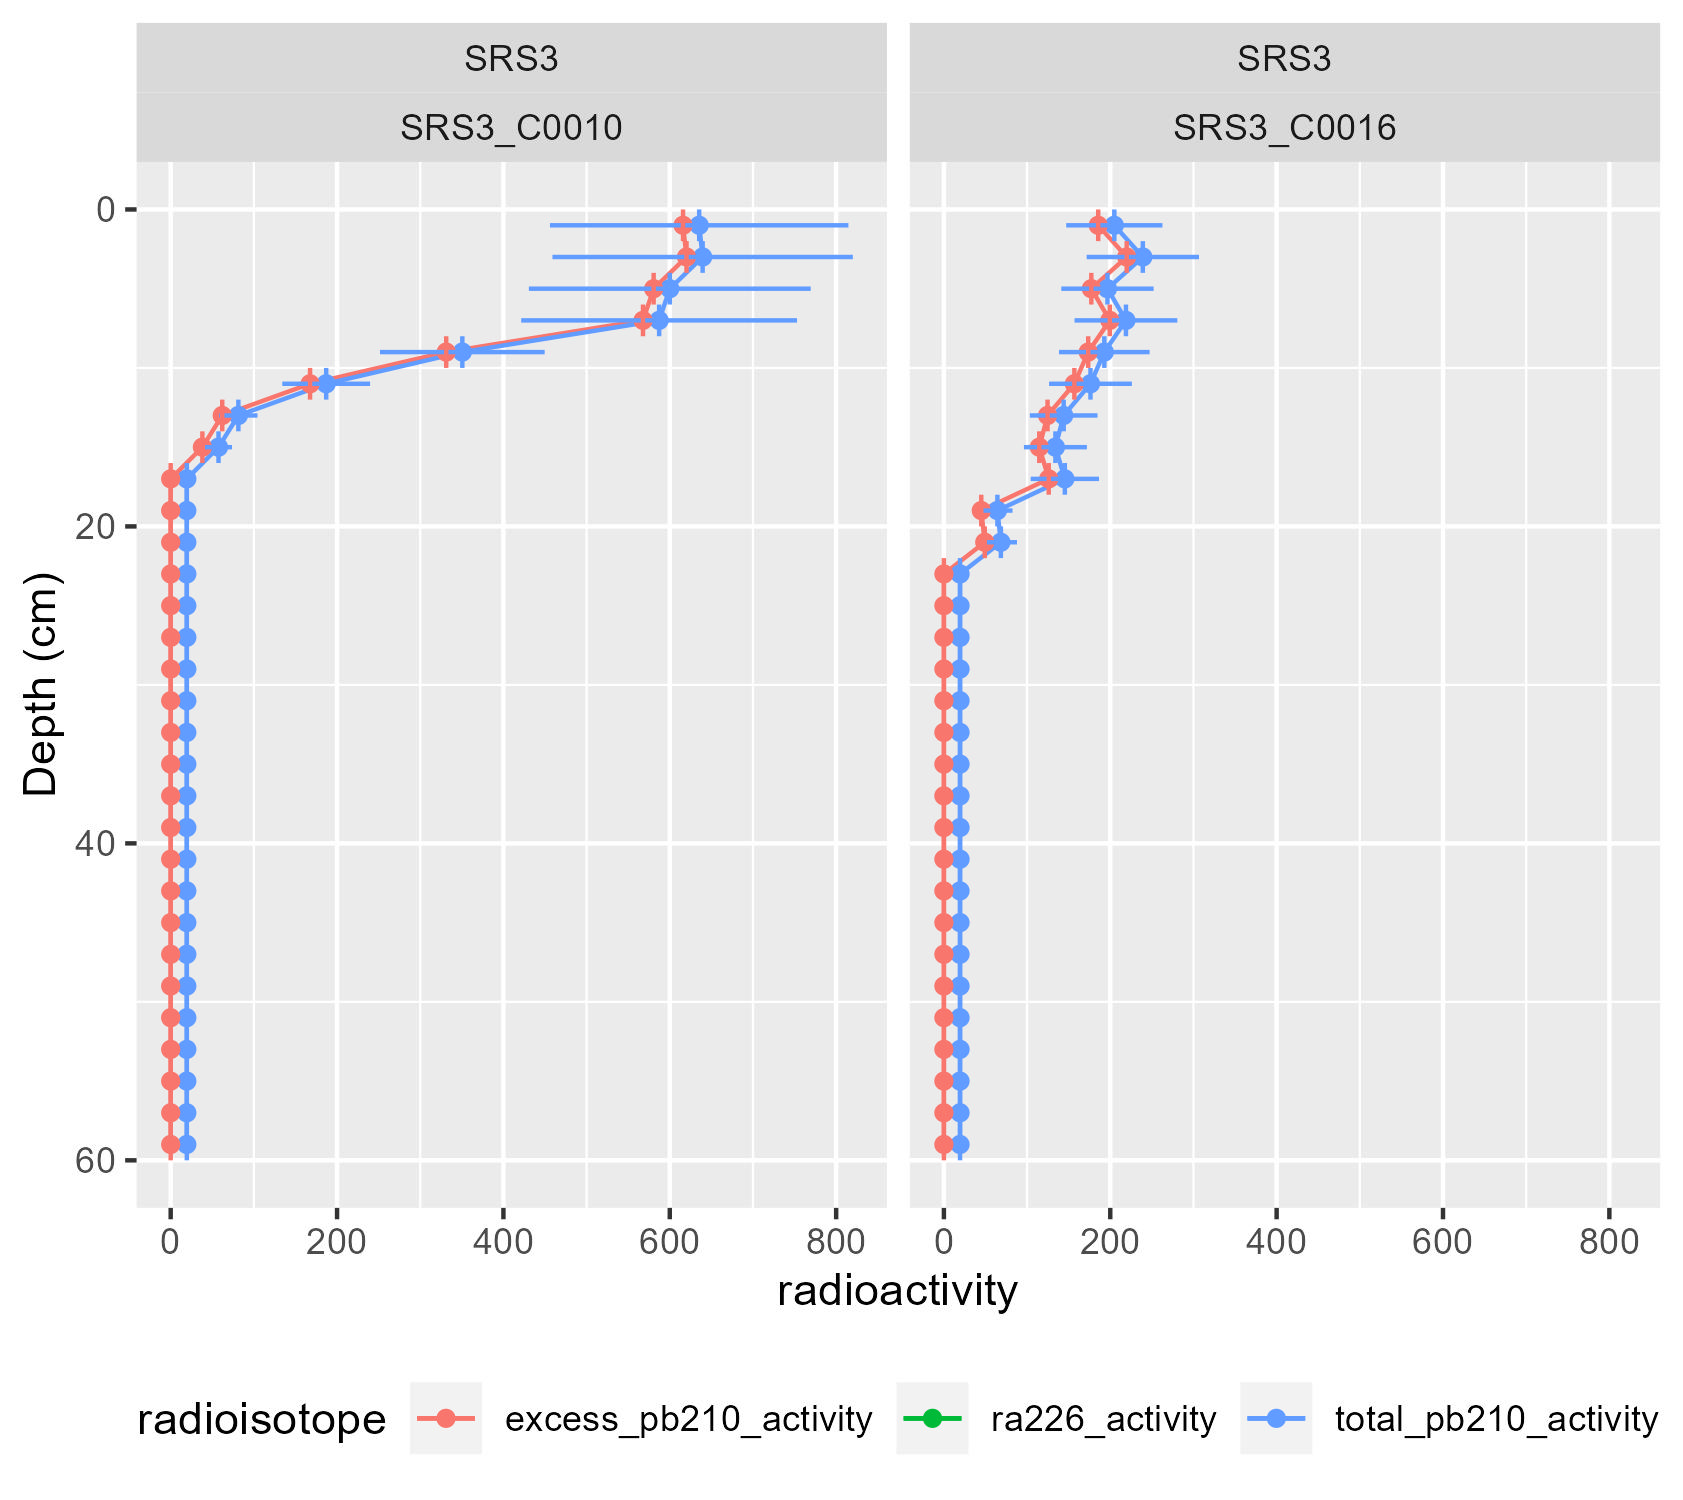 SRS3 SRS3
SRS3_C0010 SRS3_C0016
0
20
40
60
Depth (cm)
0 200 400 600 800 0 200 400 600 800
radioactivity
radioisotope excess_pb210_activity ra226_activity total_pb210_activity